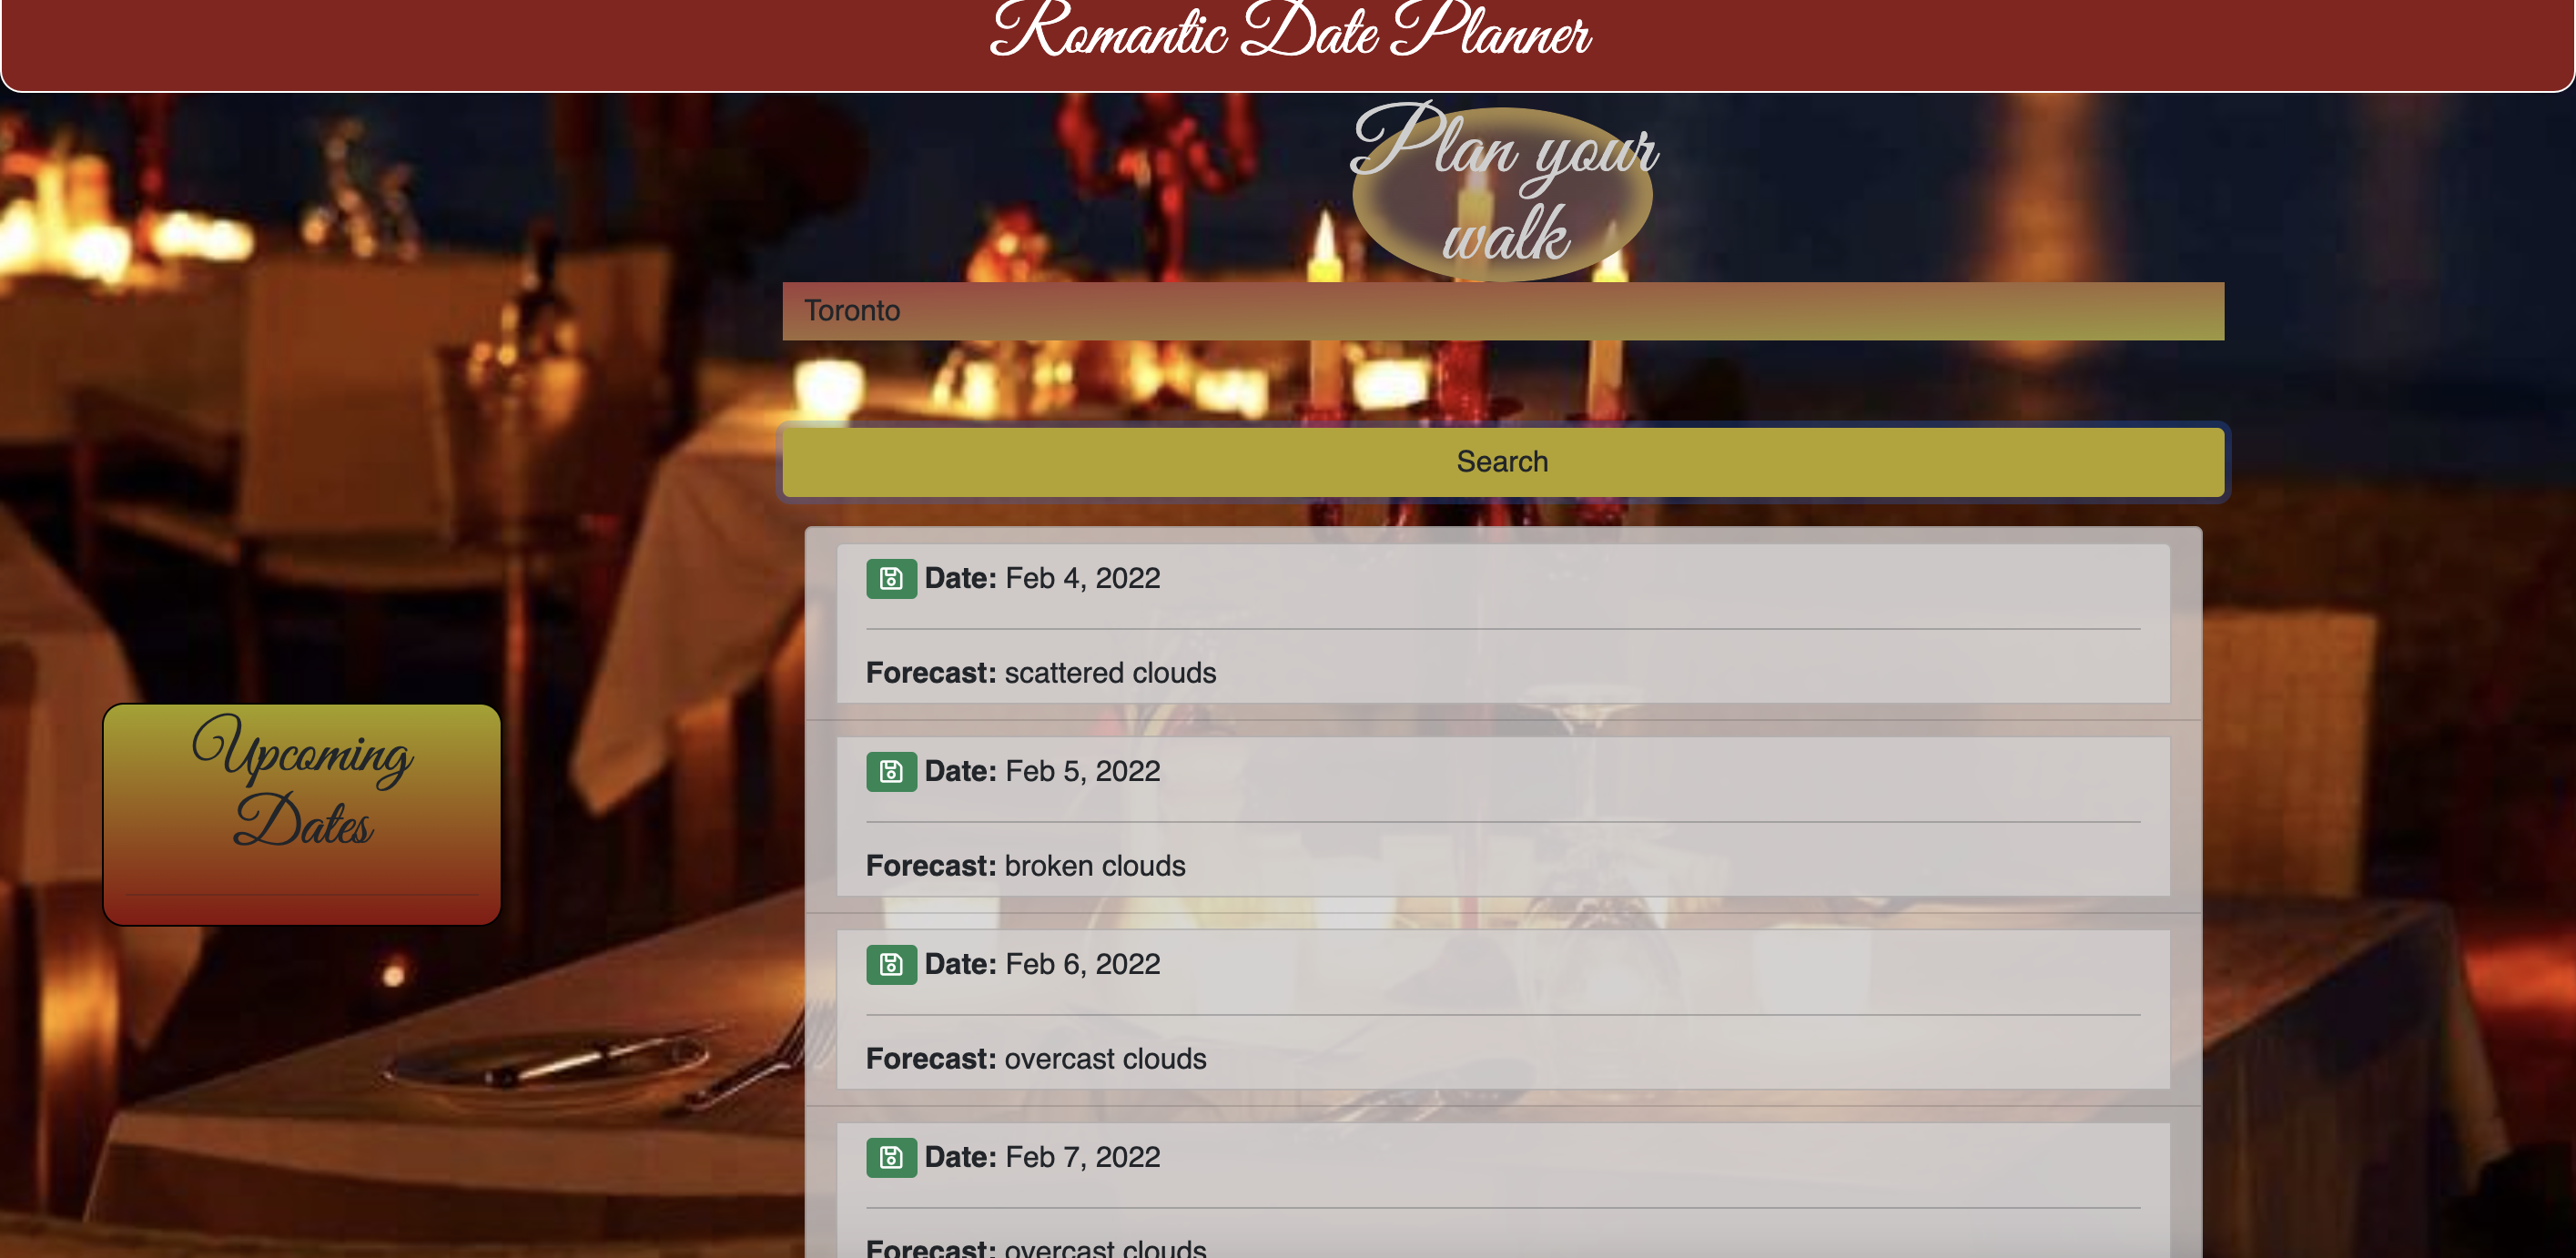 Romantic Date Planner
Plan your
walk
Toronto
Search
Date: Feb 4, 2022
Forecast: scattered clouds
Date: Feb 5, 2022
Forecast: broken clouds
Upcoming
Dates
Date: Feb 6, 2022
Forecast: overcast clouds
Date: Feb 7, 2022
Forecast: overcast clouds